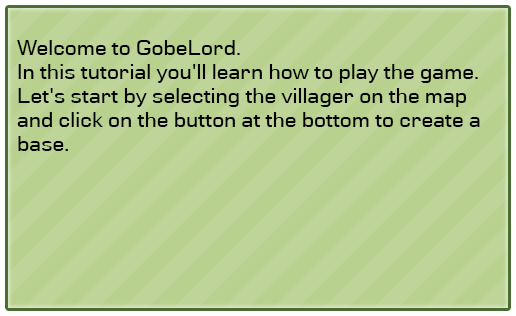 Welcome to GobeLord.
In this tutorial you'll learn how to play the game.
Let's start by selecting the villager on the map
and click on the button at the bottom to create a
base.